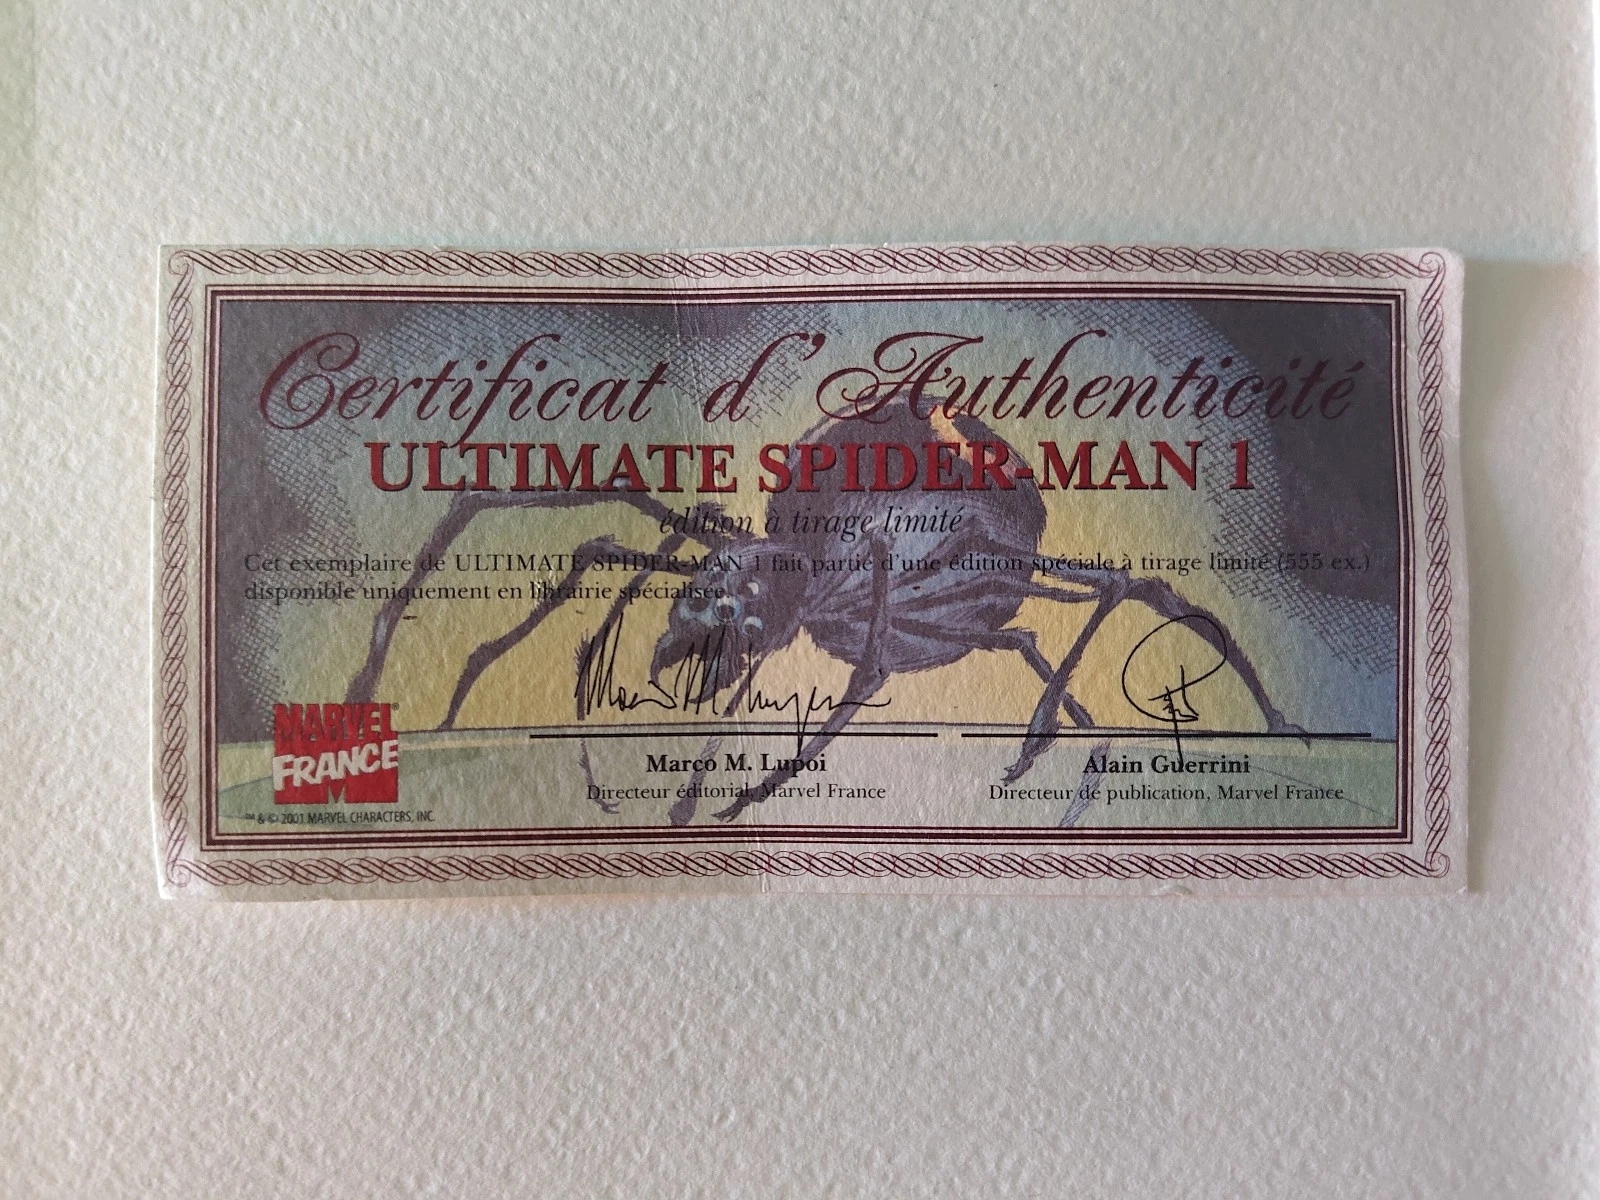 Certificat d'Authenticité
ULTIMATE SPIDER-MAN 1
édition à tirage limité
Cet exemplaire de ULTIMATE SPIDER-MAN 1 fait partie d'une édition spéciale à tirage limité (555 ex.)
disponible uniquement en librairie spécialisée.
MARVEL®
FRANCE
Marco M. Lupoi
Directeur éditorial, Marvel France
Alain Guerrini
Directeur de publication, Marvel France
™ & © 2001 MARVEL CHARACTERS, INC.